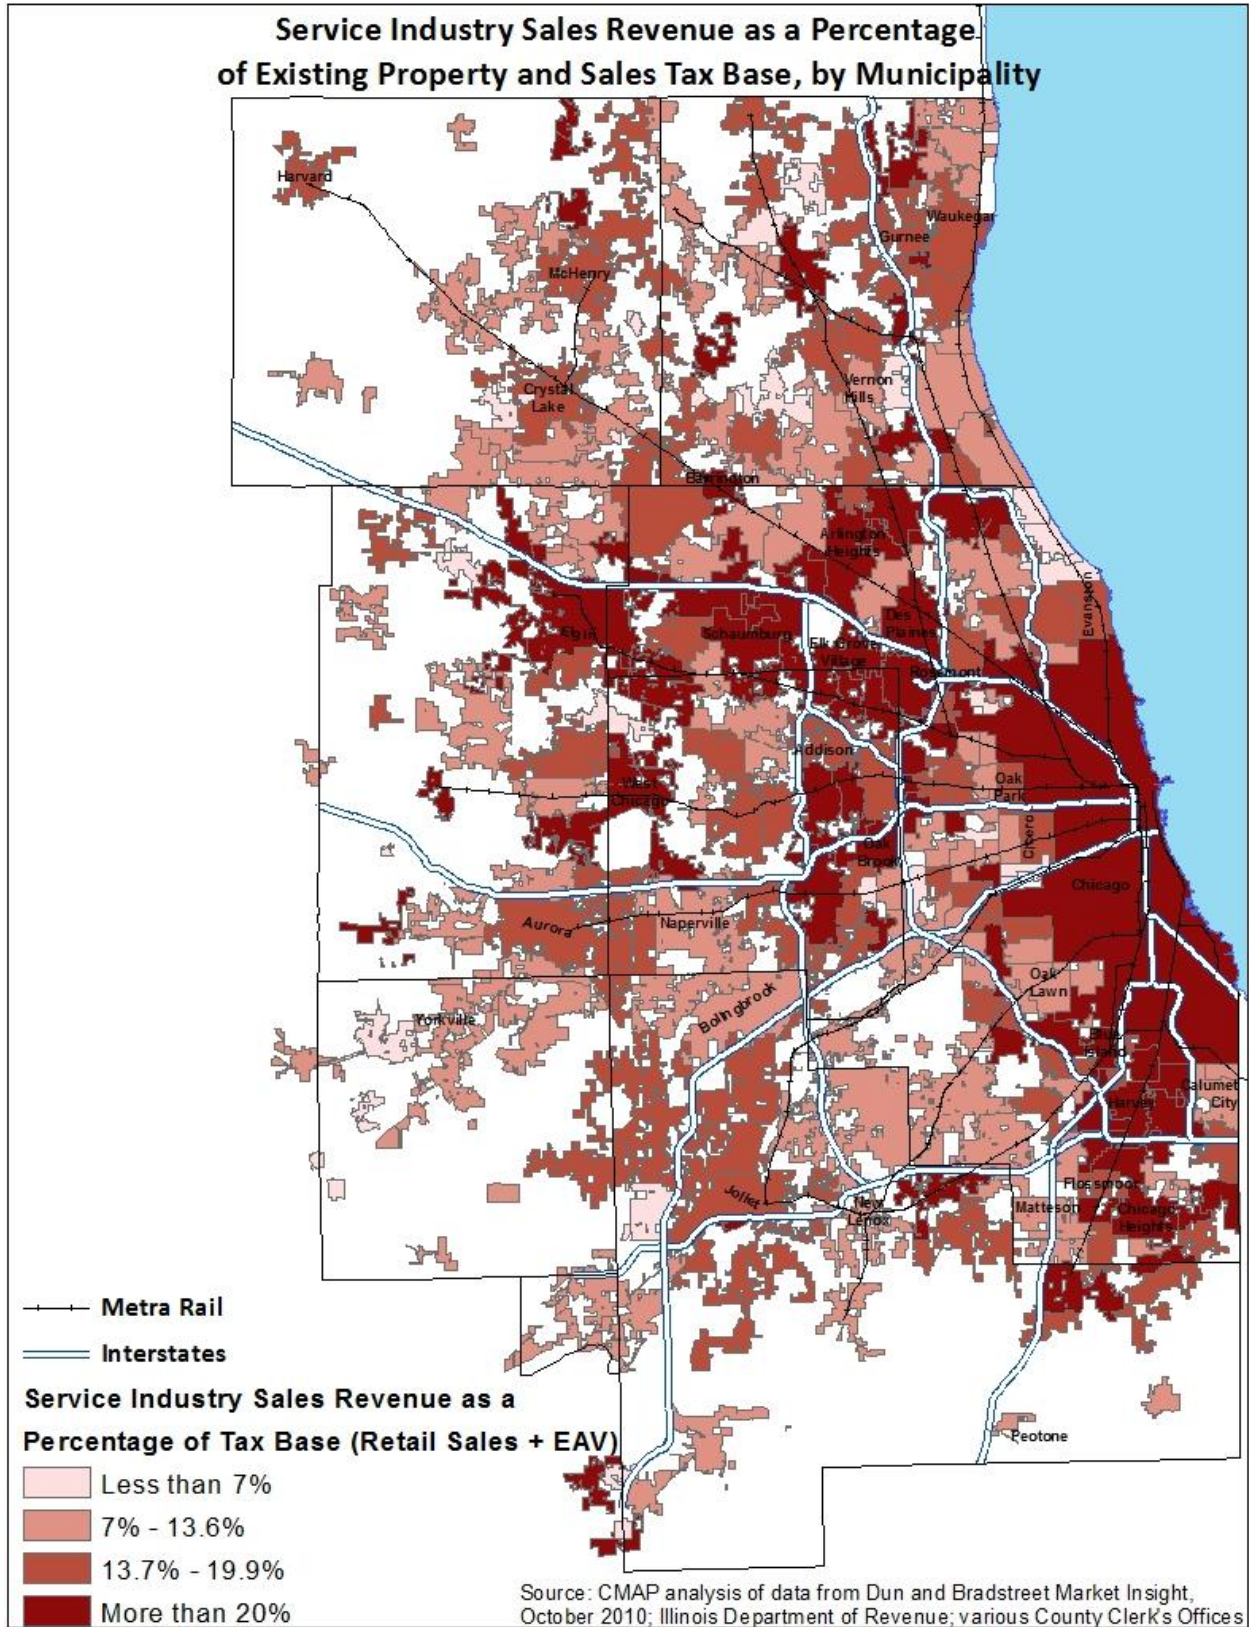 Service Industry Sales Revenue as a Percentage
of Existing Property and Sales Tax Base, by Municipality
Harvard
Waukegan
Gurnee
McHenry
Vernon
Hills
Crystal
Lake
Barrington
Arlington
Heights
Evanston
Des
Plaines
Elgin
Schaumburg
Elk Grove
Village
Rosemont
Addison
West
Chicago
Oak
Park
Cicero
Oak
Brook
Chicago
Aurora
Naperville
Oak
Lawn
Bolingbrook
Yorkville
Blue
Island
Calumet
City
Harvey
Joliet
New
Lenox
Flossmoor
Matteson
Chicago
Heights
Metra Rail
Interstates
Service Industry Sales Revenue as a
Percentage of Tax Base (Retail Sales + EAV)
Peotone
Less than 7%
7% - 13.6%
13.7% - 19.9%
More than 20%
Source: CMAP analysis of data from Dun and Bradstreet Market Insight,
October 2010; Illinois Department of Revenue; various County Clerk's Offices